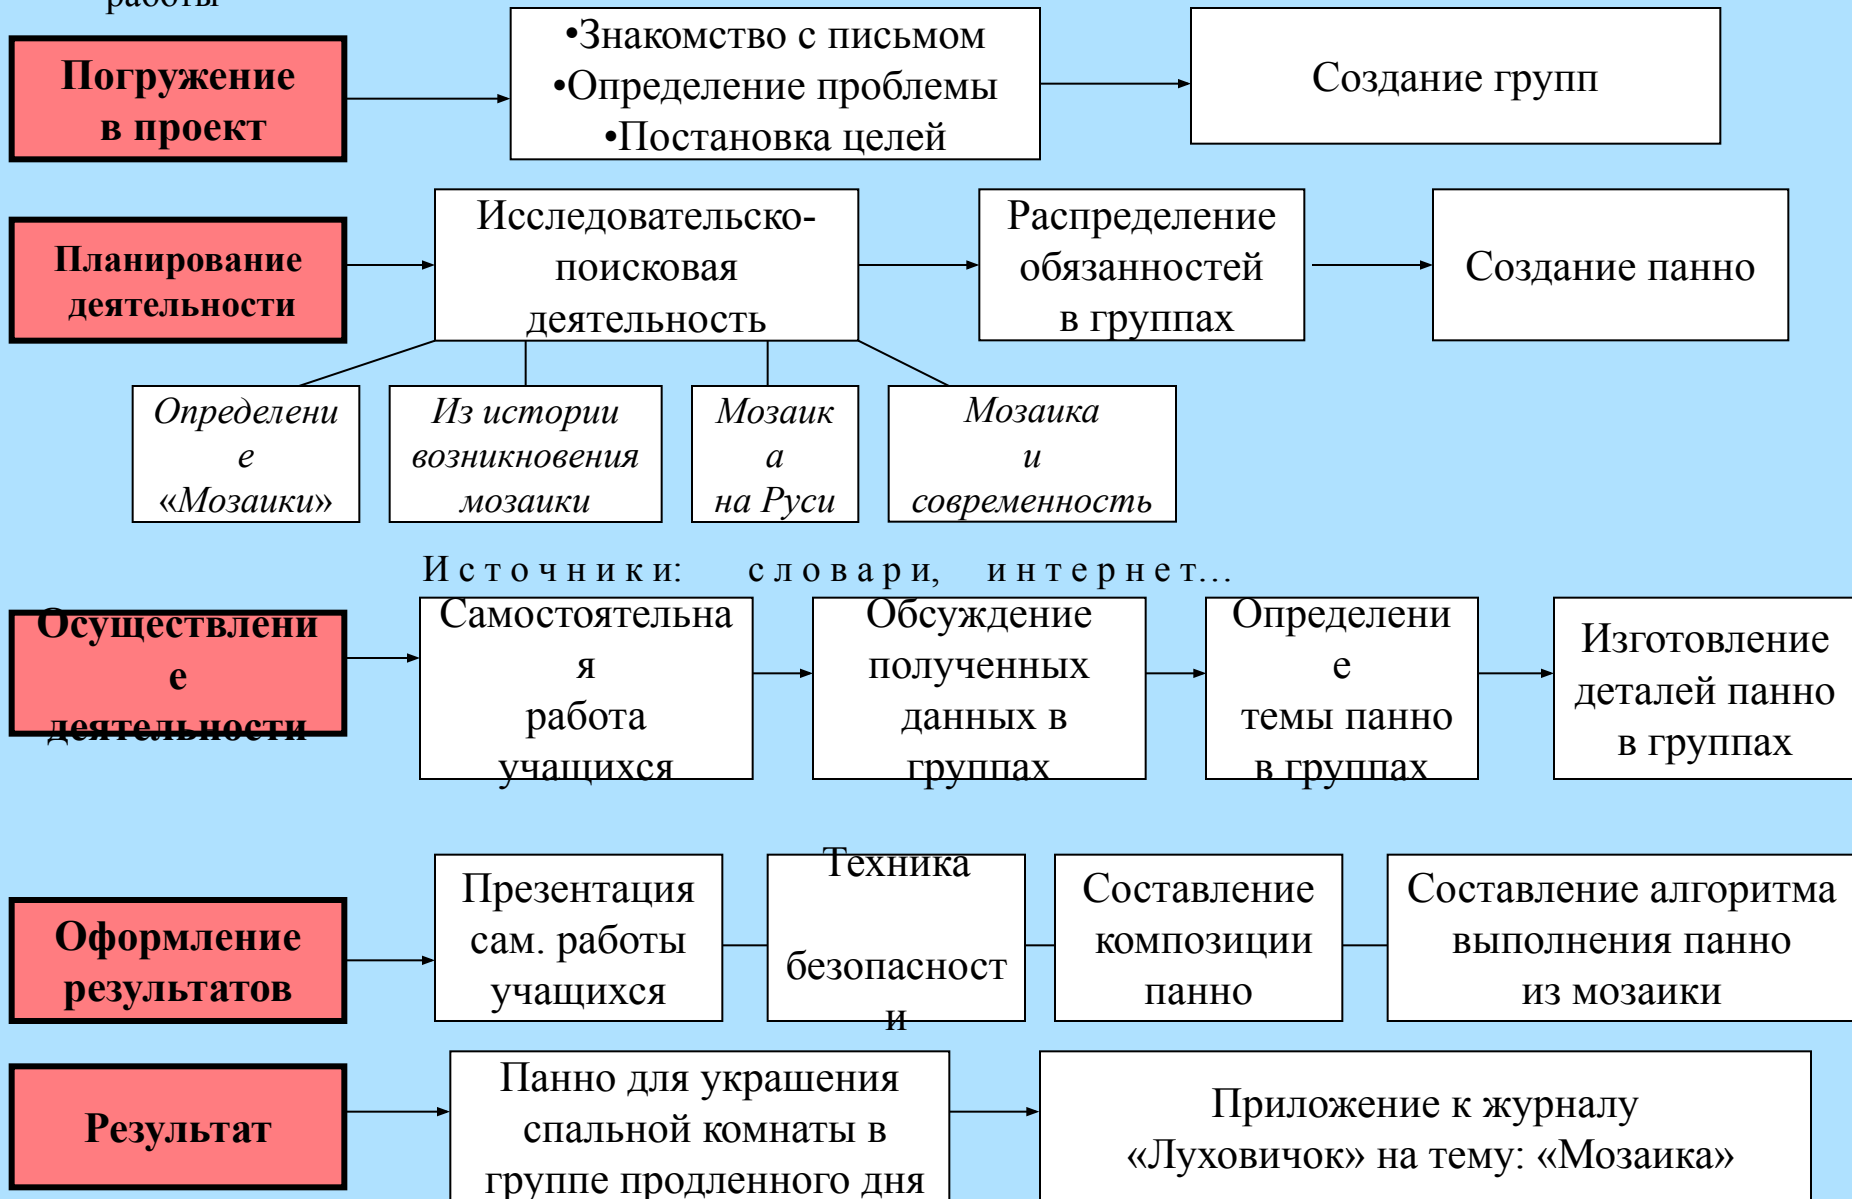 работы
Погружение
в проект
•Знакомство с письмом
•Определение проблемы
•Постановка целей
Создание групп
Планирование
деятельности
Исследовательско-
поисковая
деятельность
Распределение
обязанностей
в группах
Создание панно
Определени
е
«Мозаики»
Из истории
возникновения
мозаики
Мозаик
а
на Руси
Мозаика
и
современность
И с т о ч н и к и: с л о в а р и, и н т е р н е т…
Осуществлени
е
деятельности
Самостоятельна
я
работа
учащихся
Обсуждение
полученных
данных в
группах
Определени
е
темы панно
в группах
Изготовление
деталей панно
в группах
Оформление
результатов
Презентация
сам. работы
учащихся
Техника
безопасност
и
Составление
композиции
панно
Составление алгоритма
выполнения панно
из мозаики
Результат
Панно для украшения
спальной комнаты в
группе продленного дня
Приложение к журналу
«Луховичок» на тему: «Мозаика»